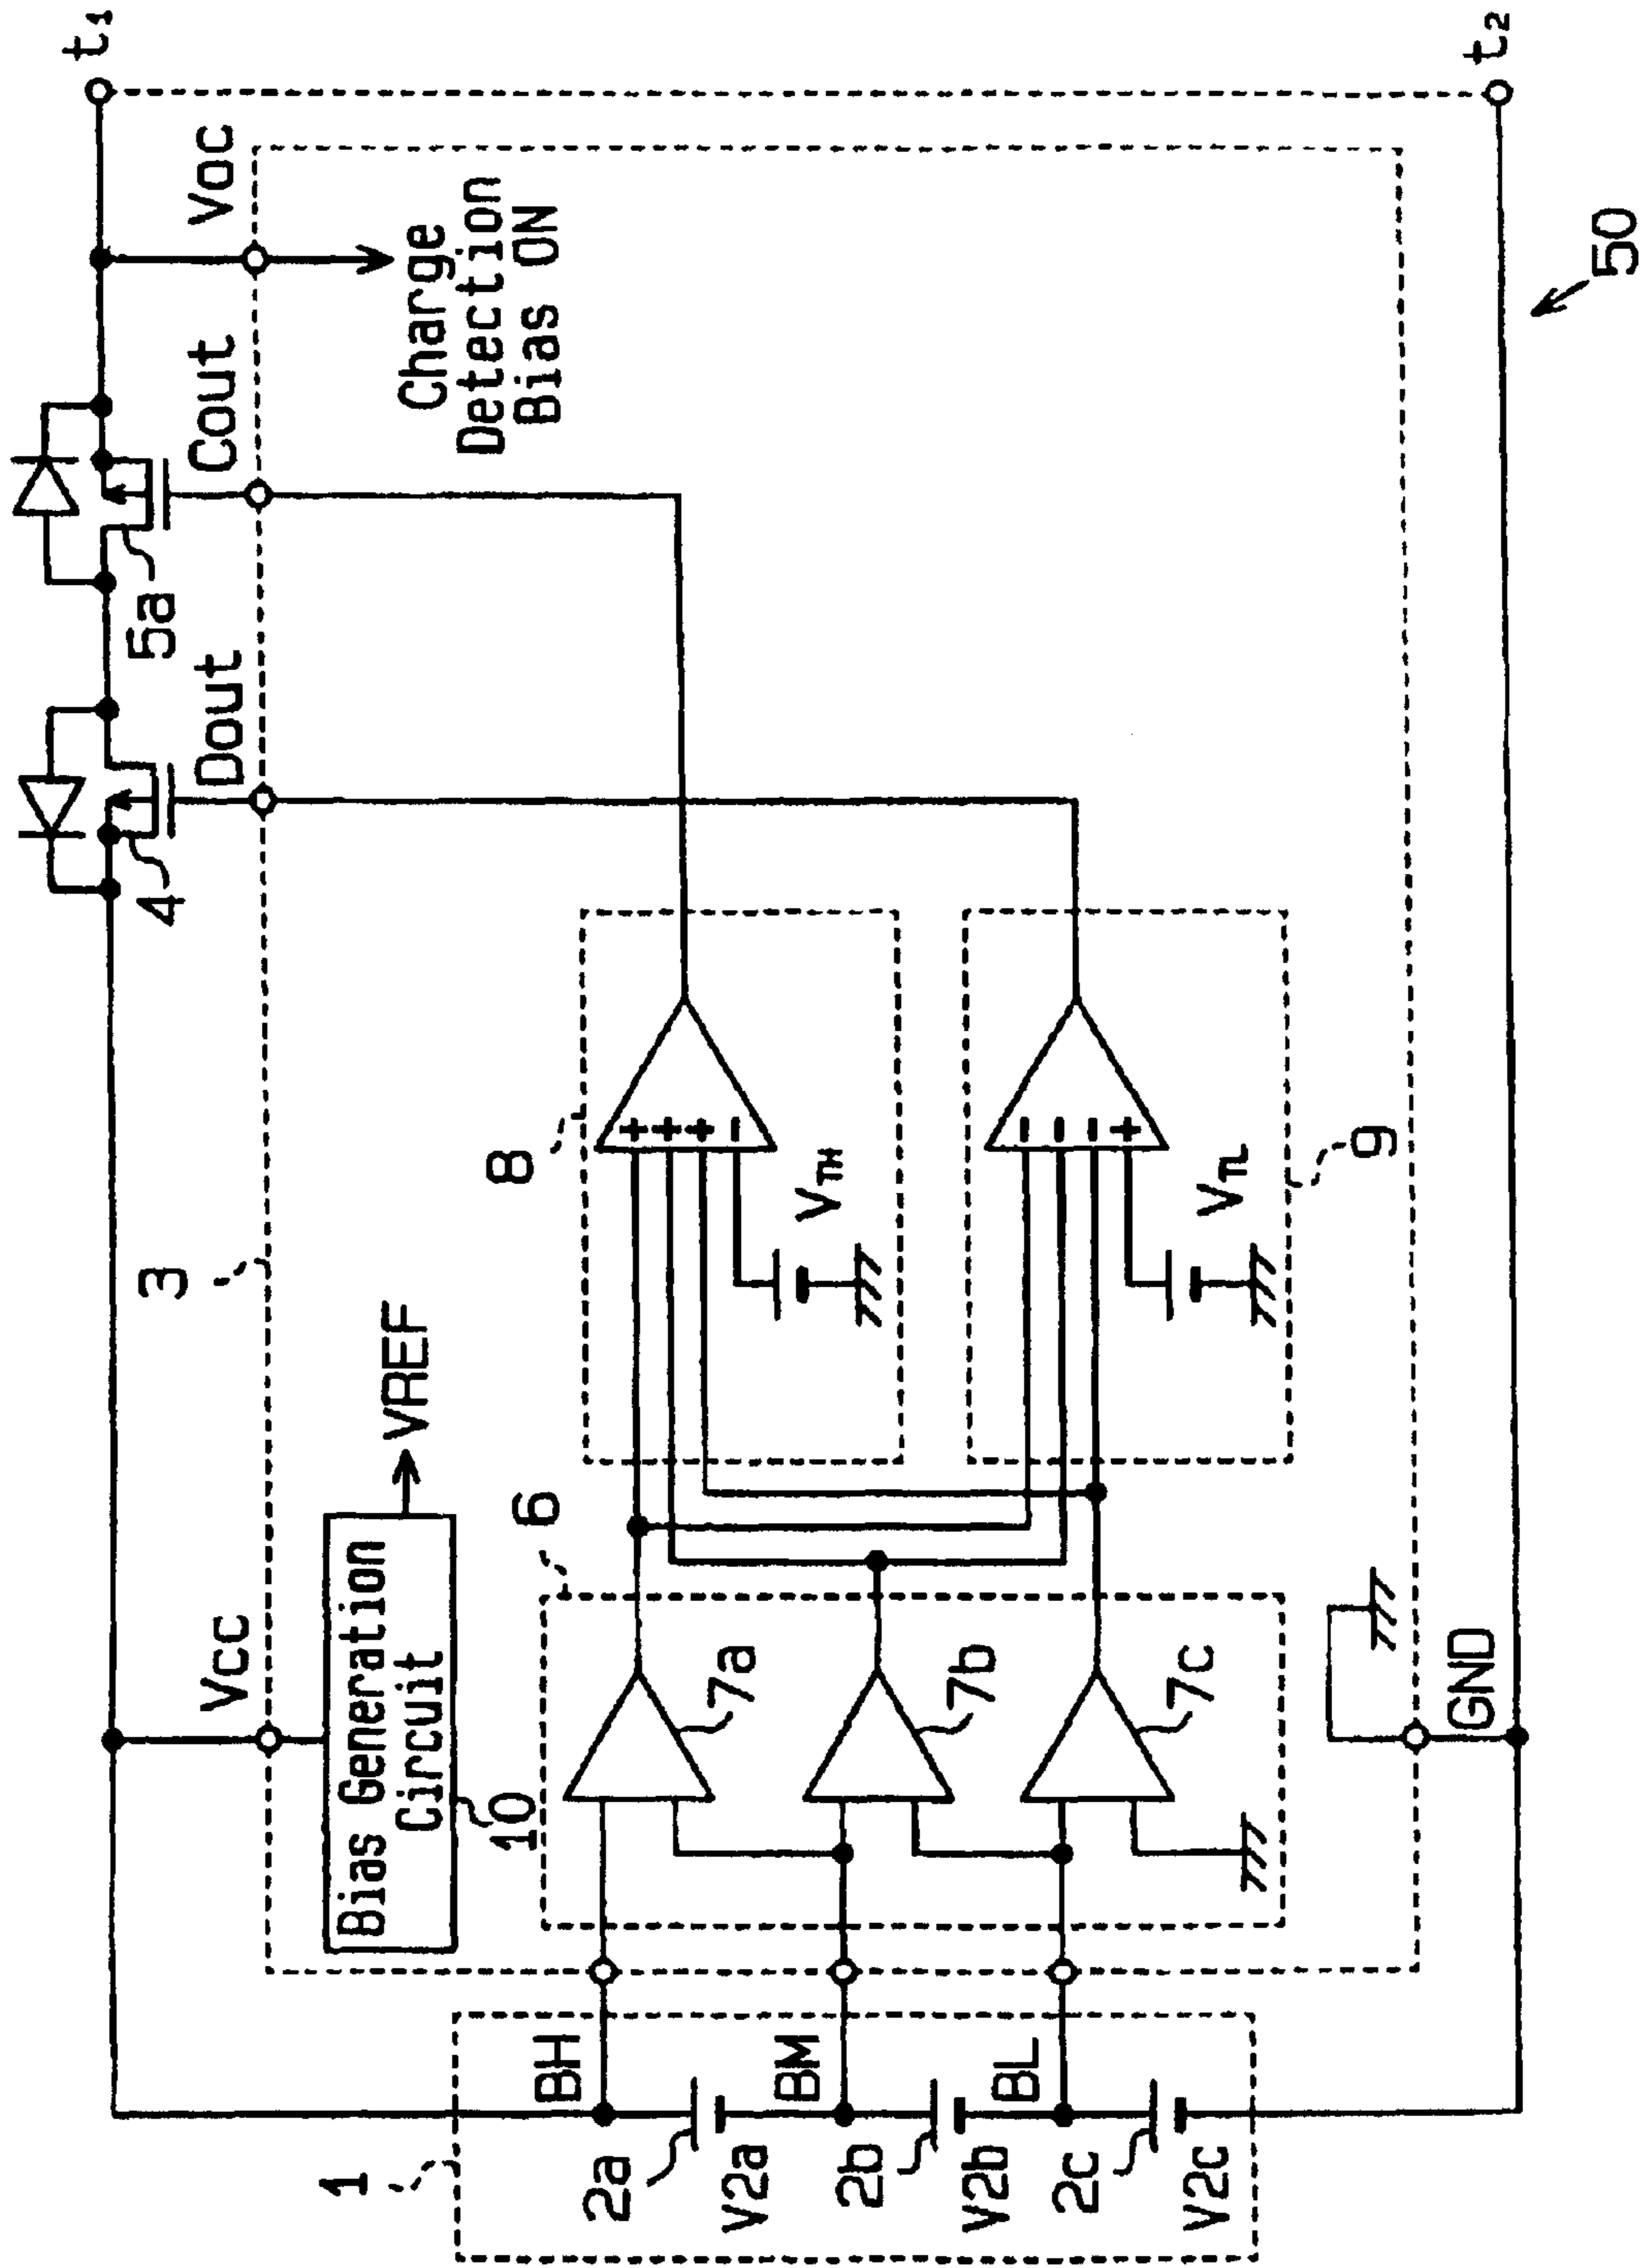 t1
Vcc
3
4
Dout
5a
Cout
Voc
Bias Generation
Circuit
10
VREF
Charge
Detection
Bias ON
1
BH
2a
V2a
BM
2b
V2b
BL
2c
V2c
6
7a
7b
7c
8
+
+
+
-
VTH
-
-
-
+
VTL
9
GND
50
t2